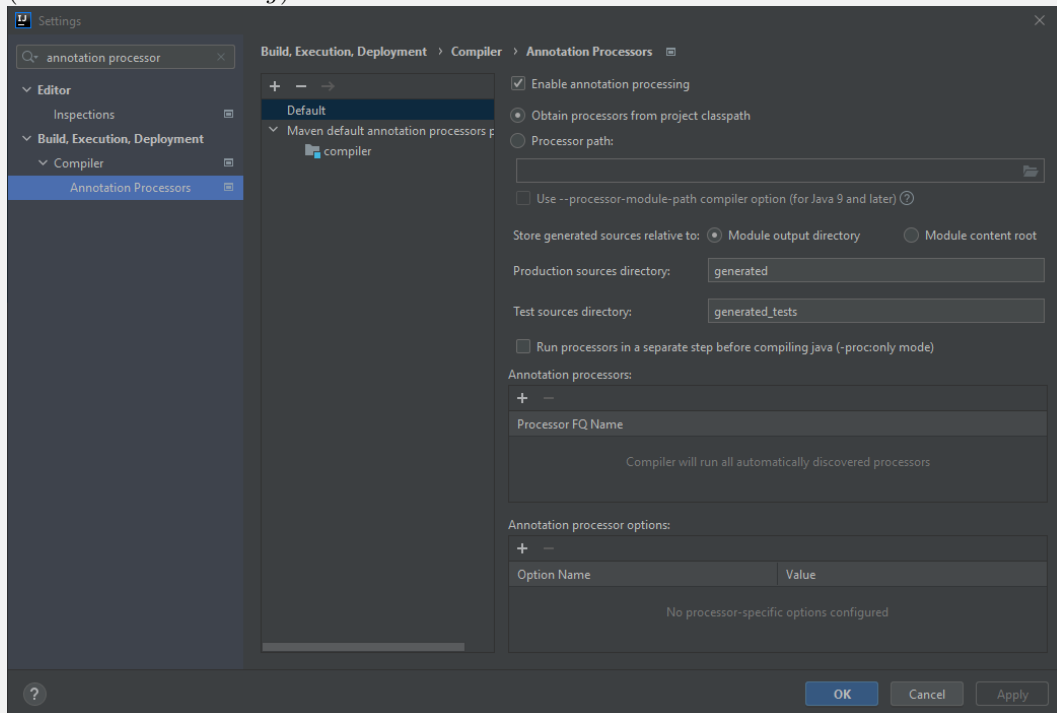 Settings
annotation processor
Editor
Inspections
Build, Execution, Deployment
Compiler
Annotation Processors
Build, Execution, Deployment › Compiler › Annotation Processors
Default
Maven default annotation processors p
compiler
Enable annotation processing
Obtain processors from project classpath
Processor path:
Use --processor-module-path compiler option (for Java 9 and later) ?
Store generated sources relative to: Module output directory Module content root
Production sources directory: generated
Test sources directory: generated_tests
Run processors in a separate step before compiling java (-proc:only mode)
Annotation processors:
Processor FQ Name
Compiler will run all automatically discovered processors
Annotation processor options:
Option Name Value
No processor-specific options configured
? OK Cancel Apply